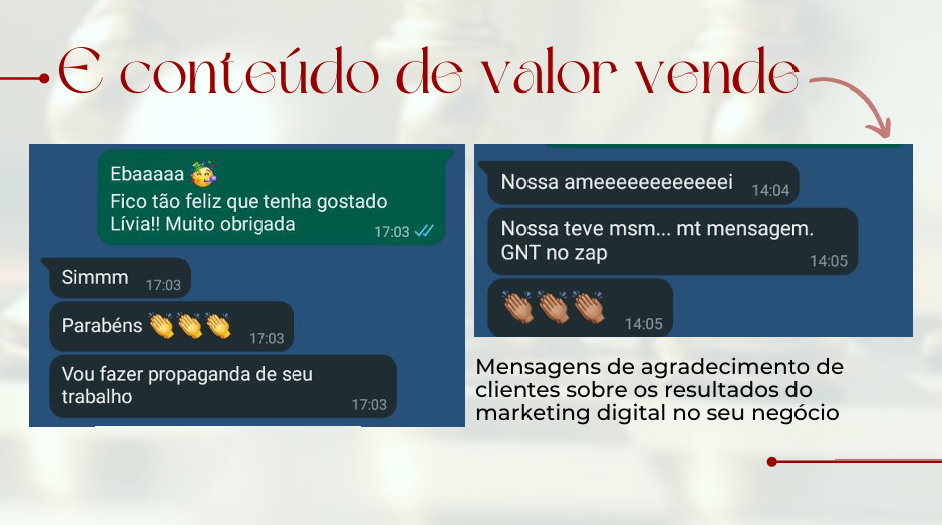 E conteúdo de valor vende
Ebaaaaa 🥳
Fico tão feliz que tenha gostado
Lívia!! Muito obrigada
17:03
Simmm
17:03
Parabéns 👏👏👏
17:03
Vou fazer propaganda de seu
trabalho
17:03
Nossa ameeeeeeeeeeeei
14:04
Nossa teve msm... mt mensagem.
GNT no zap
14:05
👏🏽👏🏽👏🏽
14:05
Mensagens de agradecimento de
clientes sobre os resultados do
marketing digital no seu negócio